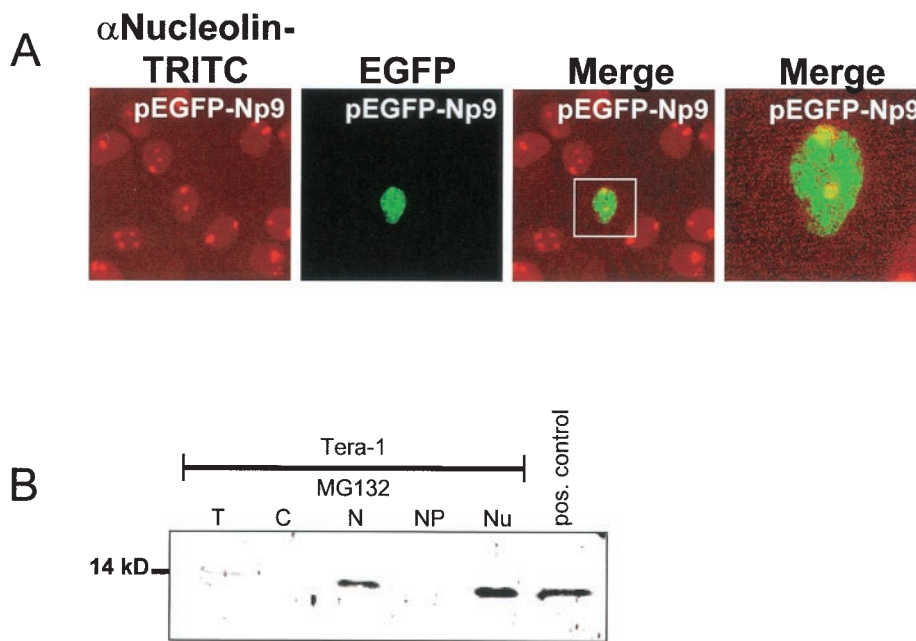 A
αNucleolin-
TRITC
EGFP
Merge
Merge
pEGFP-Np9
pEGFP-Np9
pEGFP-Np9
pEGFP-Np9
B
Tera-1
MG132
T C N NP Nu pos. control
14 kD